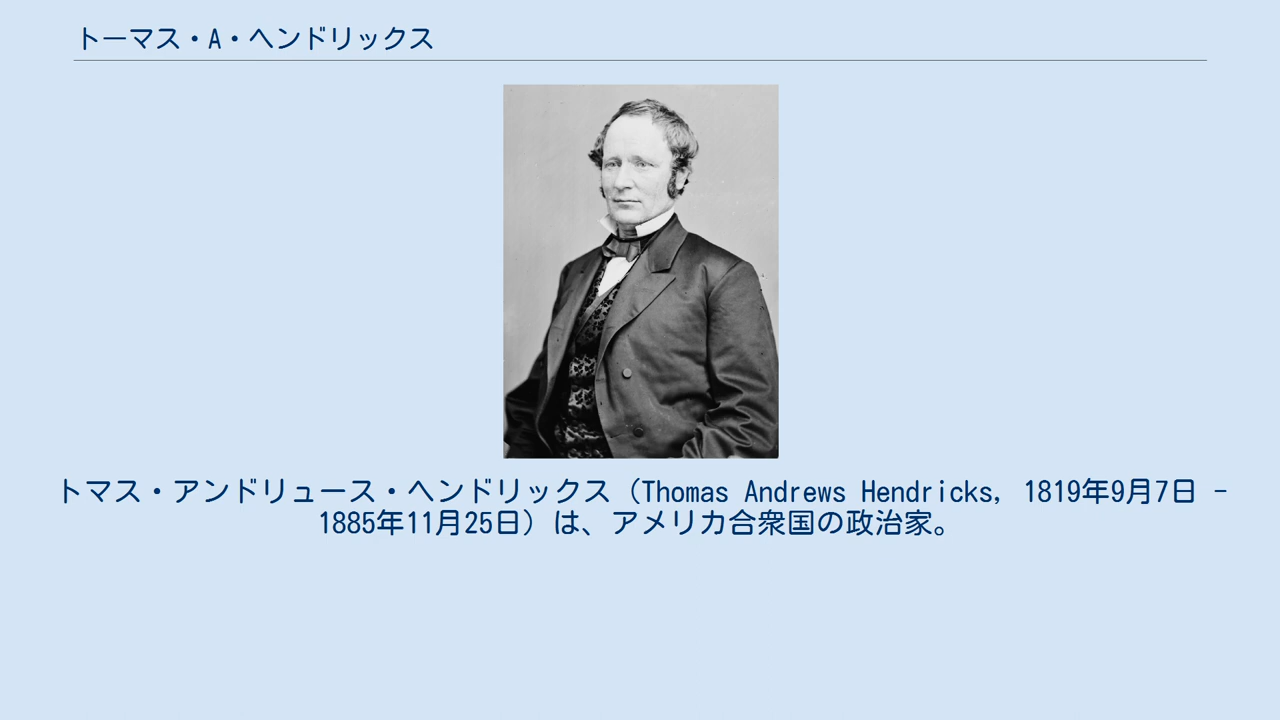 トーマス・A・ヘンドリックス
トマス・アンドリュース・ヘンドリックス（Thomas Andrews Hendricks, 1819年9月7日 -
1885年11月25日）は、アメリカ合衆国の政治家。